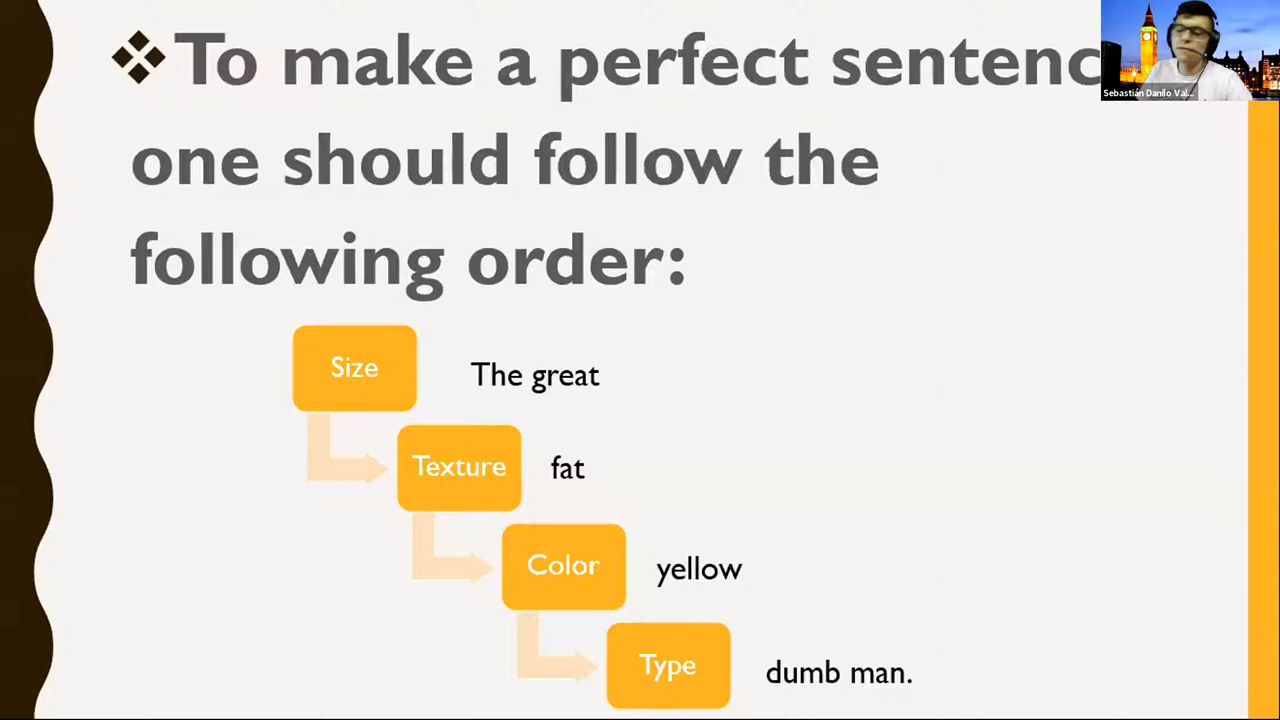 To make a perfect sentenc
one should follow the
following order:
Size
The great
Texture
fat
Color
yellow
Type
dumb man.
Sebastián Danilo Val...